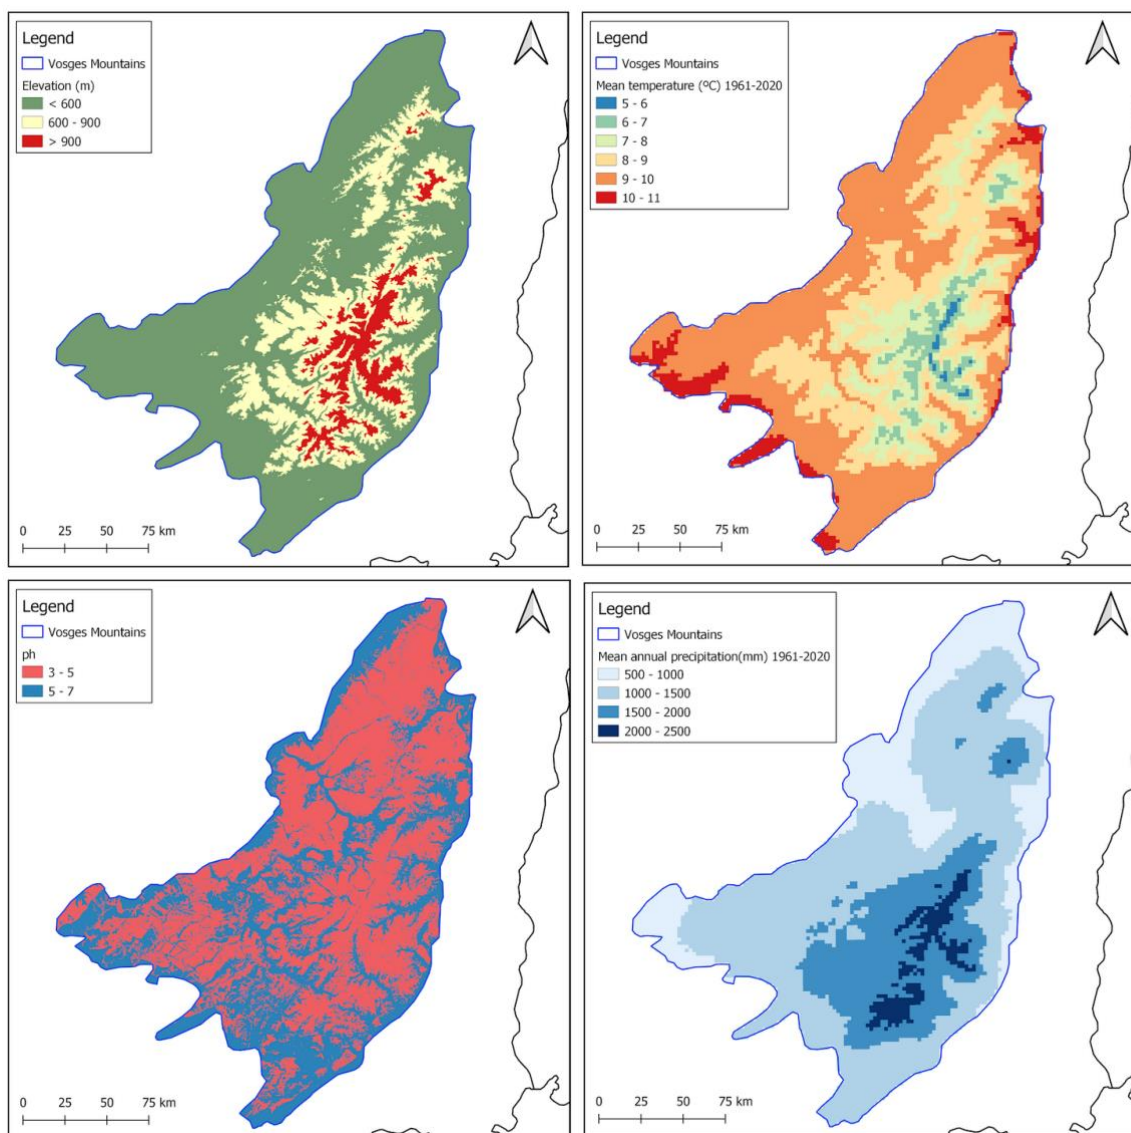 Legend
Vosges Mountains
Elevation (m)
< 600
600 - 900
> 900
0 25 50 75 km
Legend
Vosges Mountains
Mean temperature (ºC) 1961-2020
5 - 6
6 - 7
7 - 8
8 - 9
9 - 10
10 - 11
0 25 50 75 km
Legend
Vosges Mountains
ph
3 - 5
5 - 7
0 25 50 75 km
Legend
Vosges Mountains
Mean annual precipitation(mm) 1961-2020
500 - 1000
1000 - 1500
1500 - 2000
2000 - 2500
0 25 50 75 km